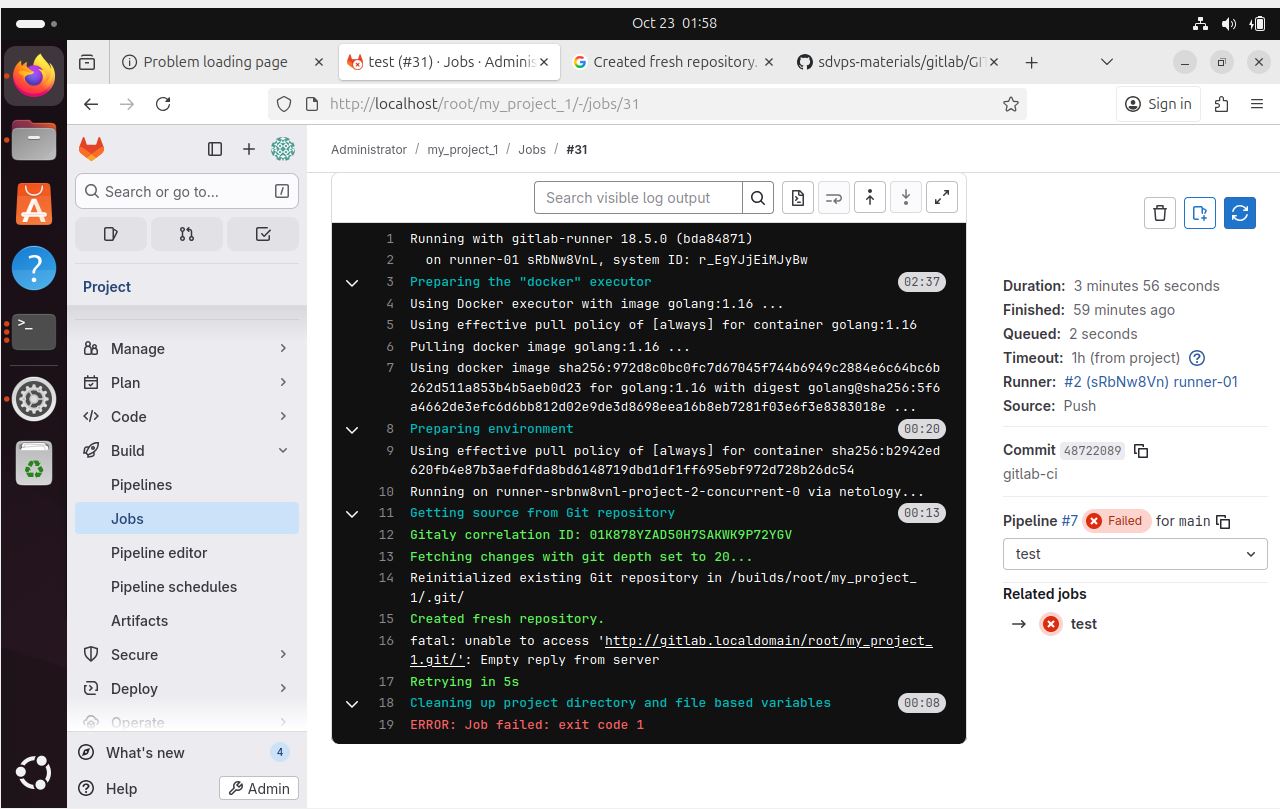 Oct 23 01:58
Problem loading page
test (#31) · Jobs · Adminis
Created fresh repository.
sdvps-materials/gitlab/GIT
http://localhost/root/my_project_1/-/jobs/31
Sign in
Administrator / my_project_1 / Jobs / #31
Search or go to...
/
Project
Manage
Plan
Code
Build
Pipelines
Jobs
Pipeline editor
Pipeline schedules
Artifacts
Secure
Deploy
Operate
What's new 4
Help
Admin
Search visible log output
1 Running with gitlab-runner 18.5.0 (bda84871)
2 on runner-01 sRbNw8VnL, system ID: r_EgYJjEiMJyBw
3 Preparing the "docker" executor 02:37
4 Using Docker executor with image golang:1.16 ...
5 Using effective pull policy of [always] for container golang:1.16
6 Pulling docker image golang:1.16 ...
7 Using docker image sha256:972d8c0bc0fc7d67045f744b6949c2884e6c64bc6b
262d511a853b4b5aeb0d23 for golang:1.16 with digest golang@sha256:5f6
a4662de3efc6d6bb812d02e9de3d8698eea16b8eb7281f03e6f3e8383018e ...
8 Preparing environment 00:20
9 Using effective pull policy of [always] for container sha256:b2942ed
620fb4e87b3aefdfda8bd6148719dbd1df1ff695ebf972d728b26dc54
10 Running on runner-srbnw8vnl-project-2-concurrent-0 via netology...
11 Getting source from Git repository 00:13
12 Gitaly correlation ID: 01K878YZAD50H7SAKWK9P72YGV
13 Fetching changes with git depth set to 20...
14 Reinitialized existing Git repository in /builds/root/my_project_
1/.git/
15 Created fresh repository.
16 fatal: unable to access 'http://gitlab.localdomain/root/my_project_
1.git/': Empty reply from server
17 Retrying in 5s
18 Cleaning up project directory and file based variables 00:08
19 ERROR: Job failed: exit code 1
Duration: 3 minutes 56 seconds
Finished: 59 minutes ago
Queued: 2 seconds
Timeout: 1h (from project)
Runner: #2 (sRbNw8Vn) runner-01
Source: Push
Commit 48722089
gitlab-ci
Pipeline #7 Failed for main
test
Related jobs
→ test